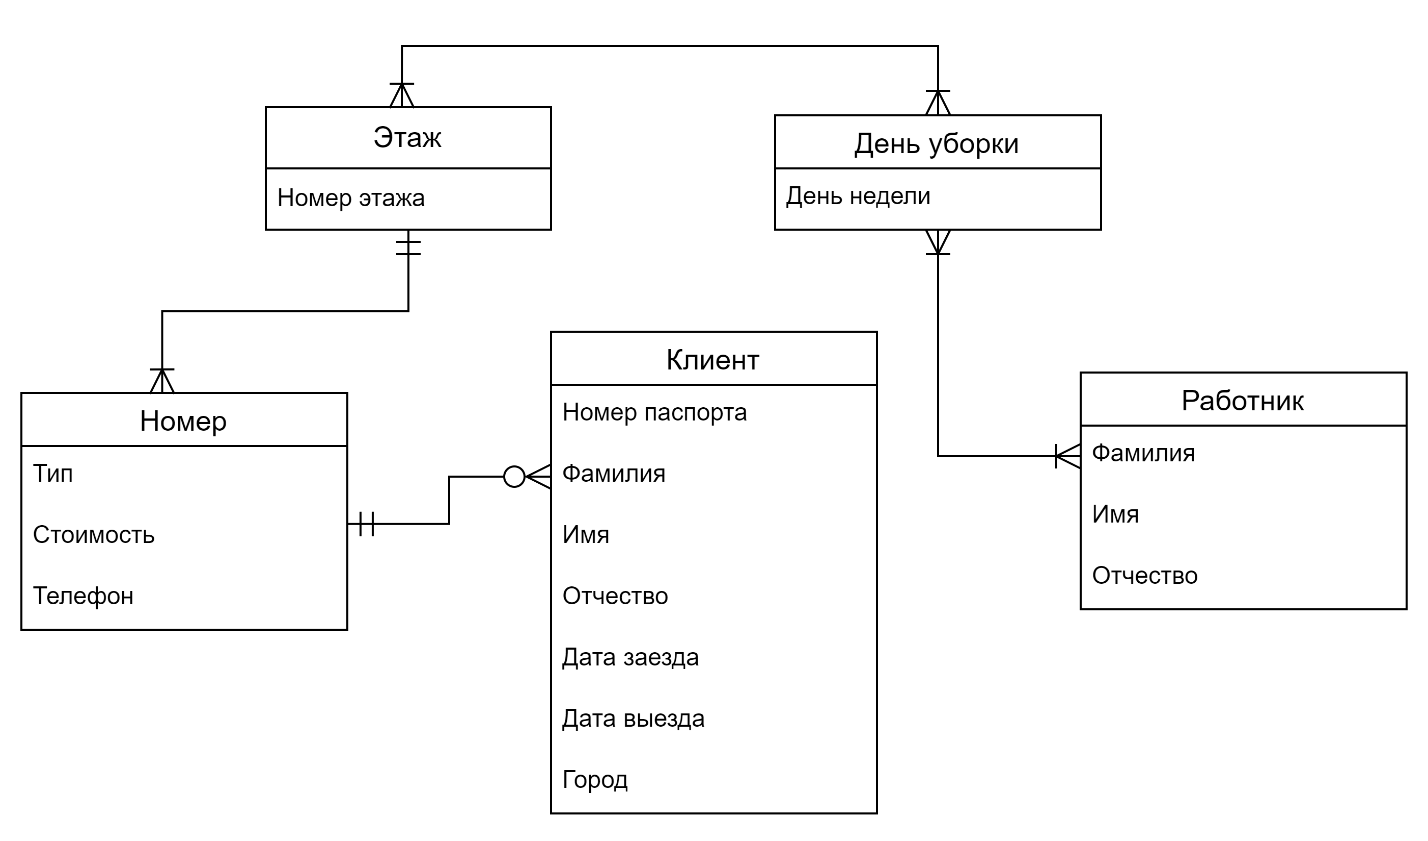 Этаж
Номер этажа
День уборки
День недели
Номер
Тип
Стоимость
Телефон
Клиент
Номер паспорта
Фамилия
Имя
Отчество
Дата заезда
Дата выезда
Город
Работник
Фамилия
Имя
Отчество